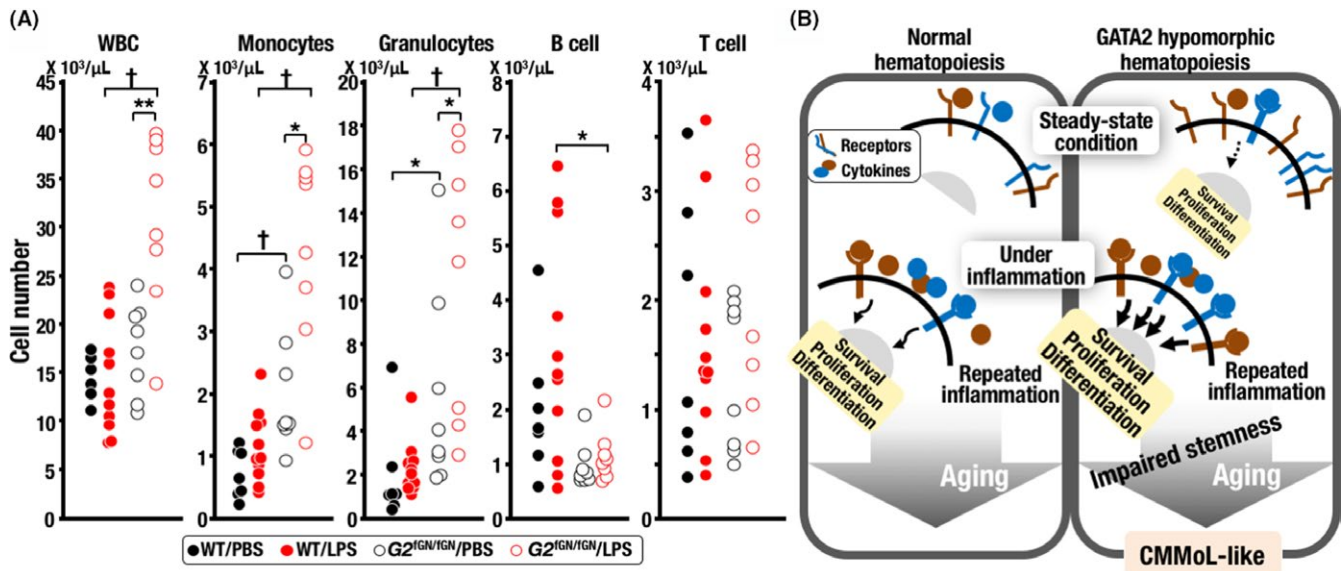 (A)
WBC
X 10³/µL
45
40
35
30
25
20
15
10
5
0
Cell number
†
**
Monocytes
X 10³/µL
7
6
5
4
3
2
1
0
†
*
†
Granulocytes
X 10³/µL
20
18
16
14
12
10
8
6
4
2
0
†
*
*
B cell
X 10³/µL
8
7
6
5
4
3
2
1
0
*
T cell
X 10³/µL
4
3
2
1
0
WT/PBS WT/LPS G2fGN/fGN/PBS G2fGN/fGN/LPS
(B)
Normal
hematopoiesis
GATA2 hypomorphic
hematopoiesis
Steady-state
condition
Receptors
Cytokines
Survival
Proliferation
Differentiation
Under
inflammation
Survival
Proliferation
Differentiation
Repeated
inflammation
Aging
Survival
Proliferation
Differentiation
Repeated
inflammation
Impaired stemness
Aging
CMMoL-like